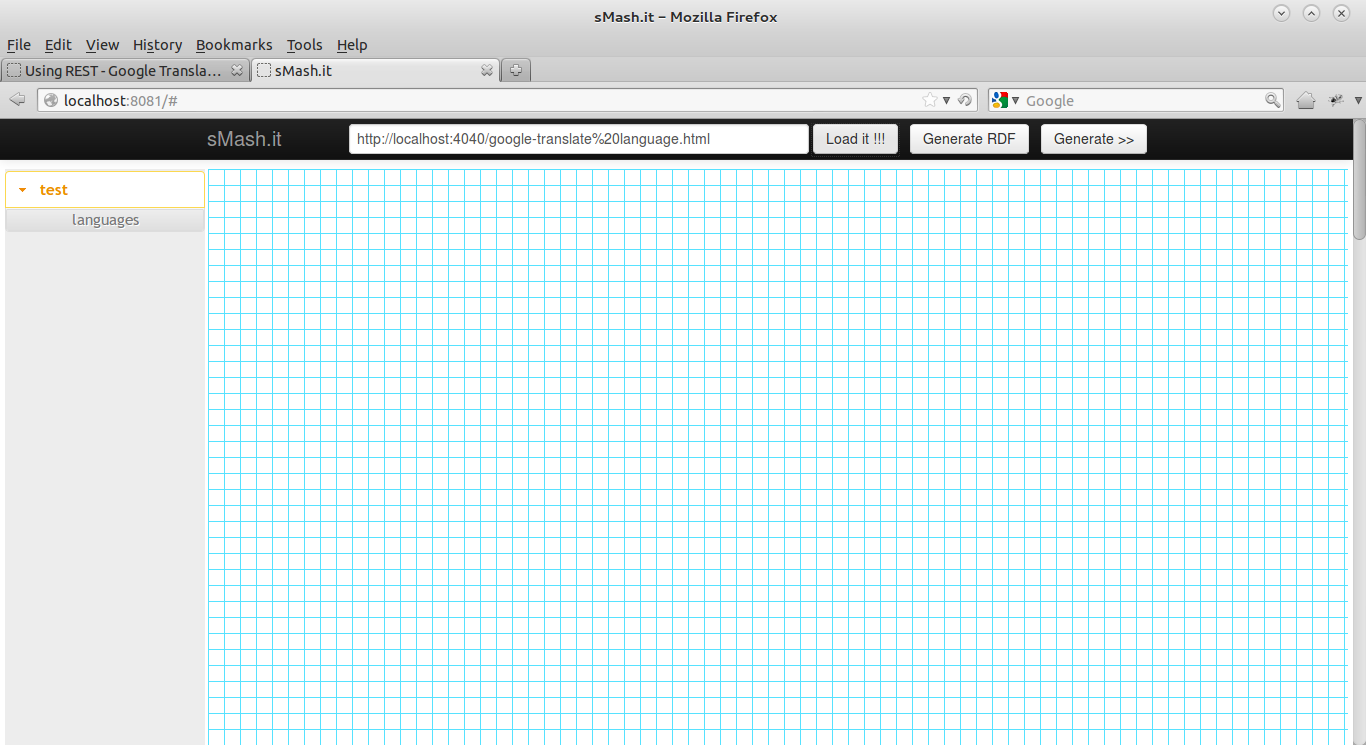 sMash.it - Mozilla Firefox
File Edit View History Bookmarks Tools Help
Using REST - Google Transla... sMash.it
localhost:8081/# Google
sMash.it http://localhost:4040/google-translate%20language.html Load it !!! Generate RDF Generate >>
test
languages